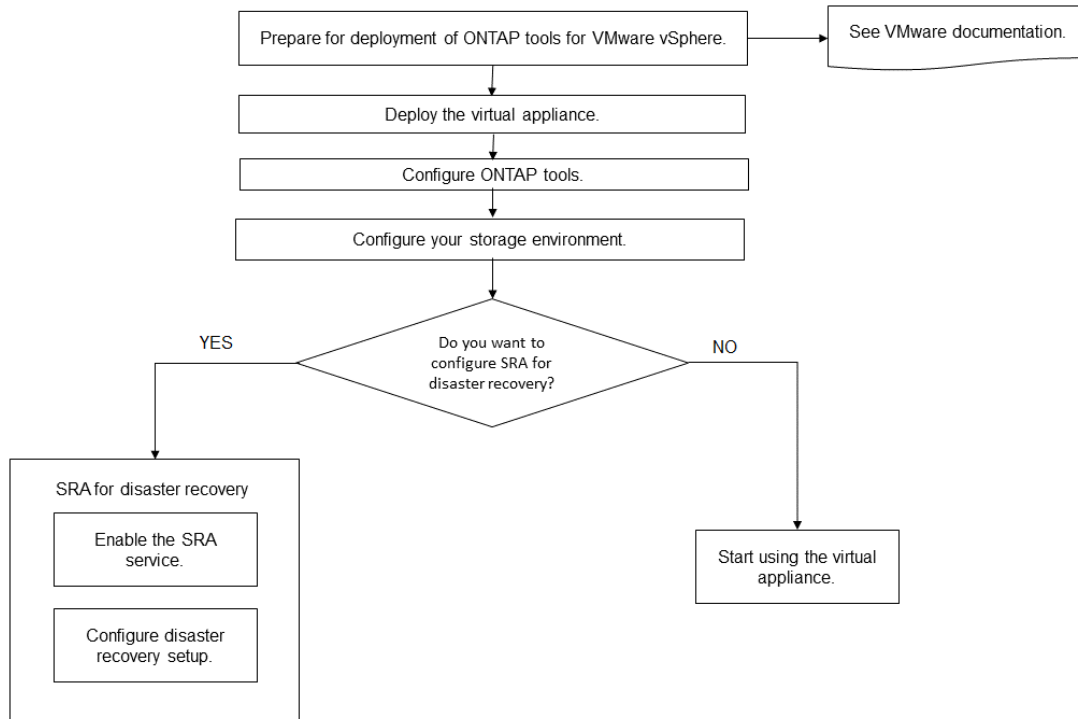 Prepare for deployment of ONTAP tools for VMware vSphere.
See VMware documentation.
Deploy the virtual appliance.
Configure ONTAP tools.
Configure your storage environment.
Do you want to
configure SRA for
disaster recovery?
YES
NO
SRA for disaster recovery
Enable the SRA
service.
Configure disaster
recovery setup.
Start using the virtual
appliance.